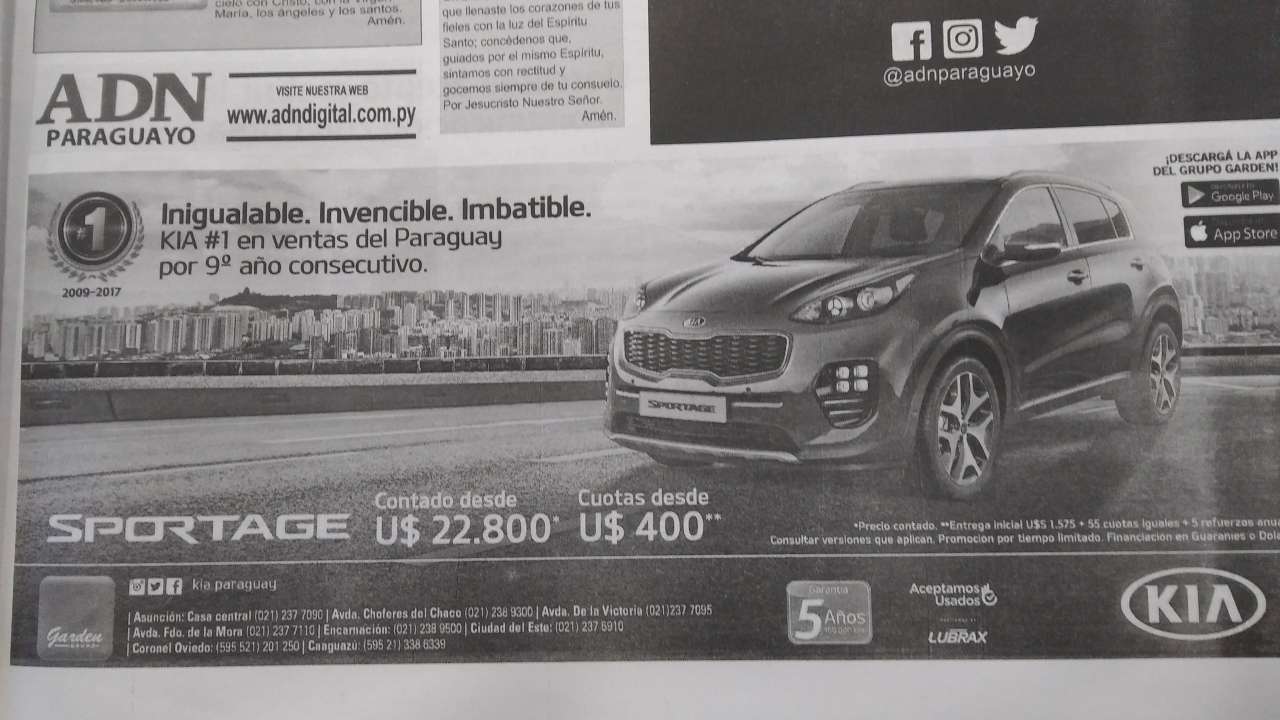 cielo con Cristo, con la Virgen
María, los ángeles y los santos.
Amén.
que llenaste los corazones de tus
fieles con la luz del Espíritu
Santo; concédenos que,
guiados por el mismo Espíritu,
sintamos con rectitud y
gocemos siempre de tu consuelo.
Por Jesucristo Nuestro Señor.
Amén.
@adnparaguayo
ADN
PARAGUAYO
VISITE NUESTRA WEB
www.adndigital.com.py
¡DESCARGÁ LA APP
DEL GRUPO GARDEN!
Google Play
App Store
#1
2009-2017
Inigualable. Invencible. Imbatible.
KIA #1 en ventas del Paraguay
por 9º año consecutivo.
KIA
SPORTAGE
SPORTAGE
Contado desde
U$ 22.800*
Cuotas desde
U$ 400**
*Precio contado. **Entrega inicial U$S 1.575 + 55 cuotas iguales + 5 refuerzos
Consultar versiones que aplican. Promocion por tiempo limitado. Financiacion en Guaranies o
Garden
kia paraguay
| Asunción: Casa central (021) 237 7090 | Avda. Choferes del Chaco (021) 238 9300 | Avda. De la Victoria (021)237 7095
| Avda. Fdo. de la Mora (021) 237 7110 | Encarnación: (021) 238 9500 | Ciudad del Este: (021) 237 6910
| Coronel Oviedo: (595 521) 201 250 | Caaguazú: (595 21) 338 6339
Garantía
5 Años
Aceptamos
Usados
LUBRAX
KIA